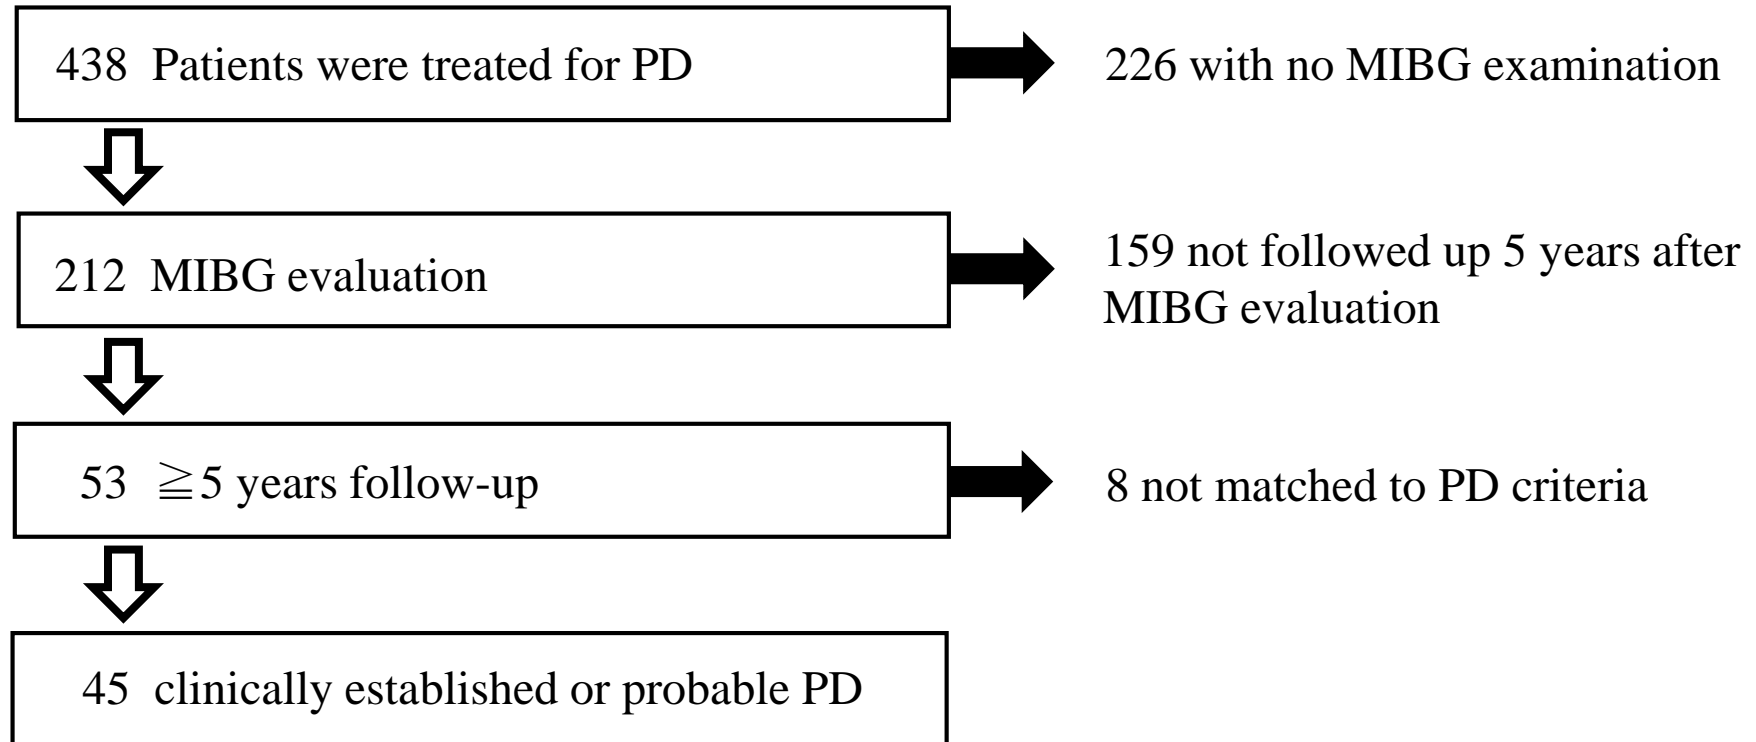 438 Patients were treated for PD
226 with no MIBG examination
212 MIBG evaluation
159 not followed up 5 years after
MIBG evaluation
53 ≧5 years follow-up
8 not matched to PD criteria
45 clinically established or probable PD